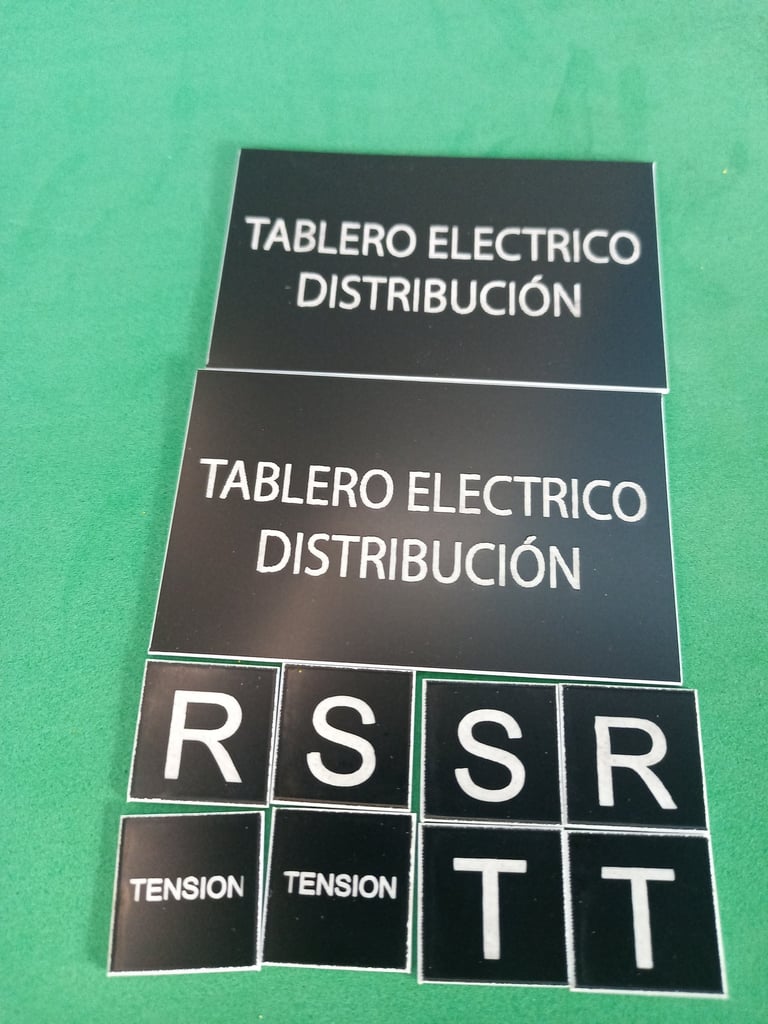 TABLERO ELECTRICO
DISTRIBUCIÓN
TABLERO ELECTRICO
DISTRIBUCIÓN
R
S
S
R
TENSION
TENSION
T
T